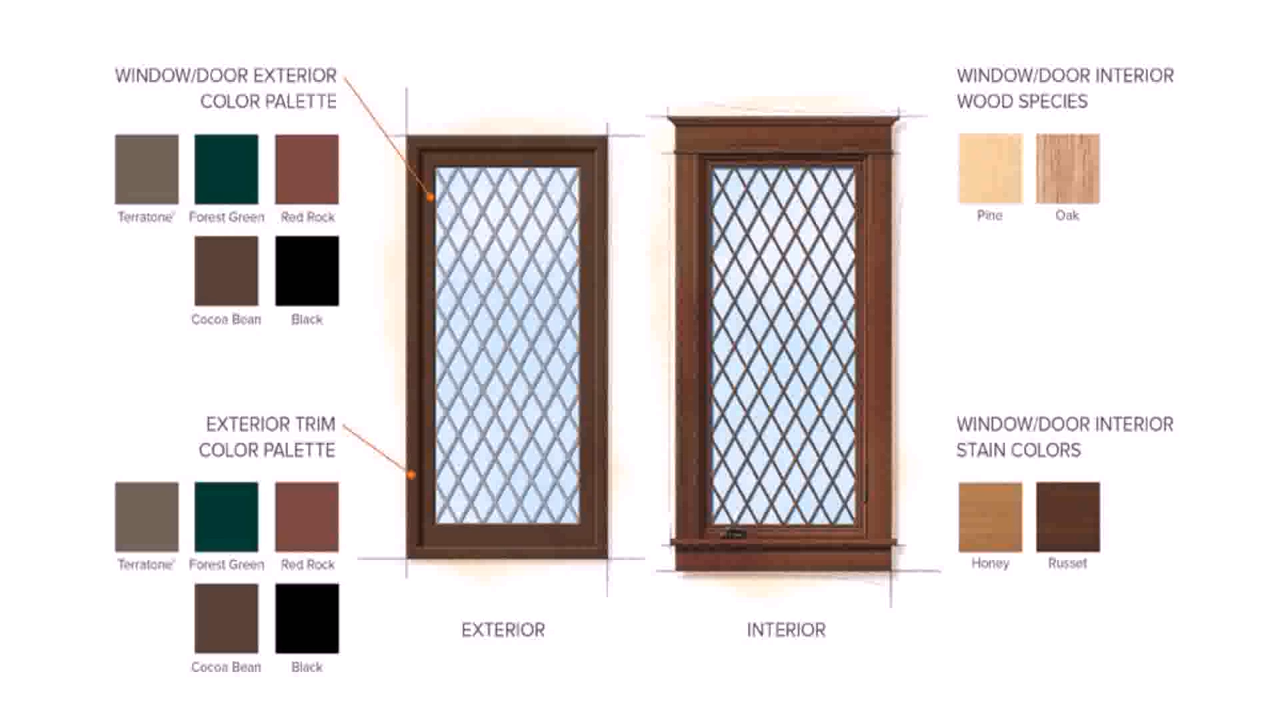 WINDOW/DOOR EXTERIOR
COLOR PALETTE
Terratone®
Forest Green
Red Rock
Cocoa Bean
Black
EXTERIOR TRIM
COLOR PALETTE
Terratone®
Forest Green
Red Rock
Cocoa Bean
Black
EXTERIOR
INTERIOR
WINDOW/DOOR INTERIOR
WOOD SPECIES
Pine
Oak
WINDOW/DOOR INTERIOR
STAIN COLORS
Honey
Russet